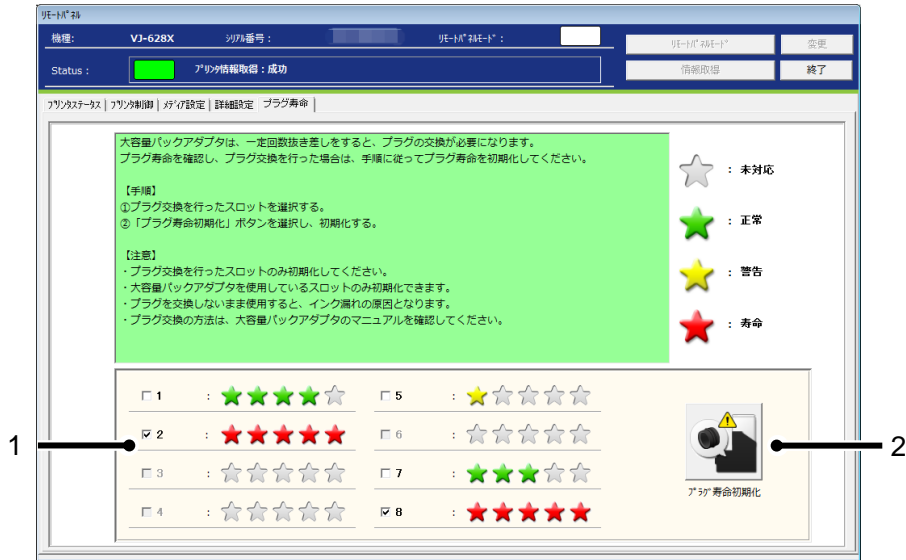 リモートパネル
機種: VJ-628X シリアル番号: リモートパネルモード:
リモートパネルモード 変更
Status : プリンタ情報取得:成功
情報取得 終了
プリンタステータス プリンタ制御 メディア設定 詳細設定 プラグ寿命
大容量パックアダプタは、一定回数抜き差しをすると、プラグの交換が必要になります。
プラグ寿命を確認し、プラグ交換を行った場合は、手順に従ってプラグ寿命を初期化してください。
【手順】
①プラグ交換を行ったスロットを選択する。
②「プラグ寿命初期化」ボタンを選択し、初期化する。
【注意】
・プラグ交換を行ったスロットのみ初期化してください。
・大容量パックアダプタを使用しているスロットのみ初期化できます。
・プラグを交換しないまま使用すると、インク漏れの原因となります。
・プラグ交換の方法は、大容量パックアダプタのマニュアルを確認してください。
: 未対応
: 正常
: 警告
: 寿命
1 : 5 :
2 : 6 :
3 : 7 :
4 : 8 :
プラグ寿命初期化
1
2